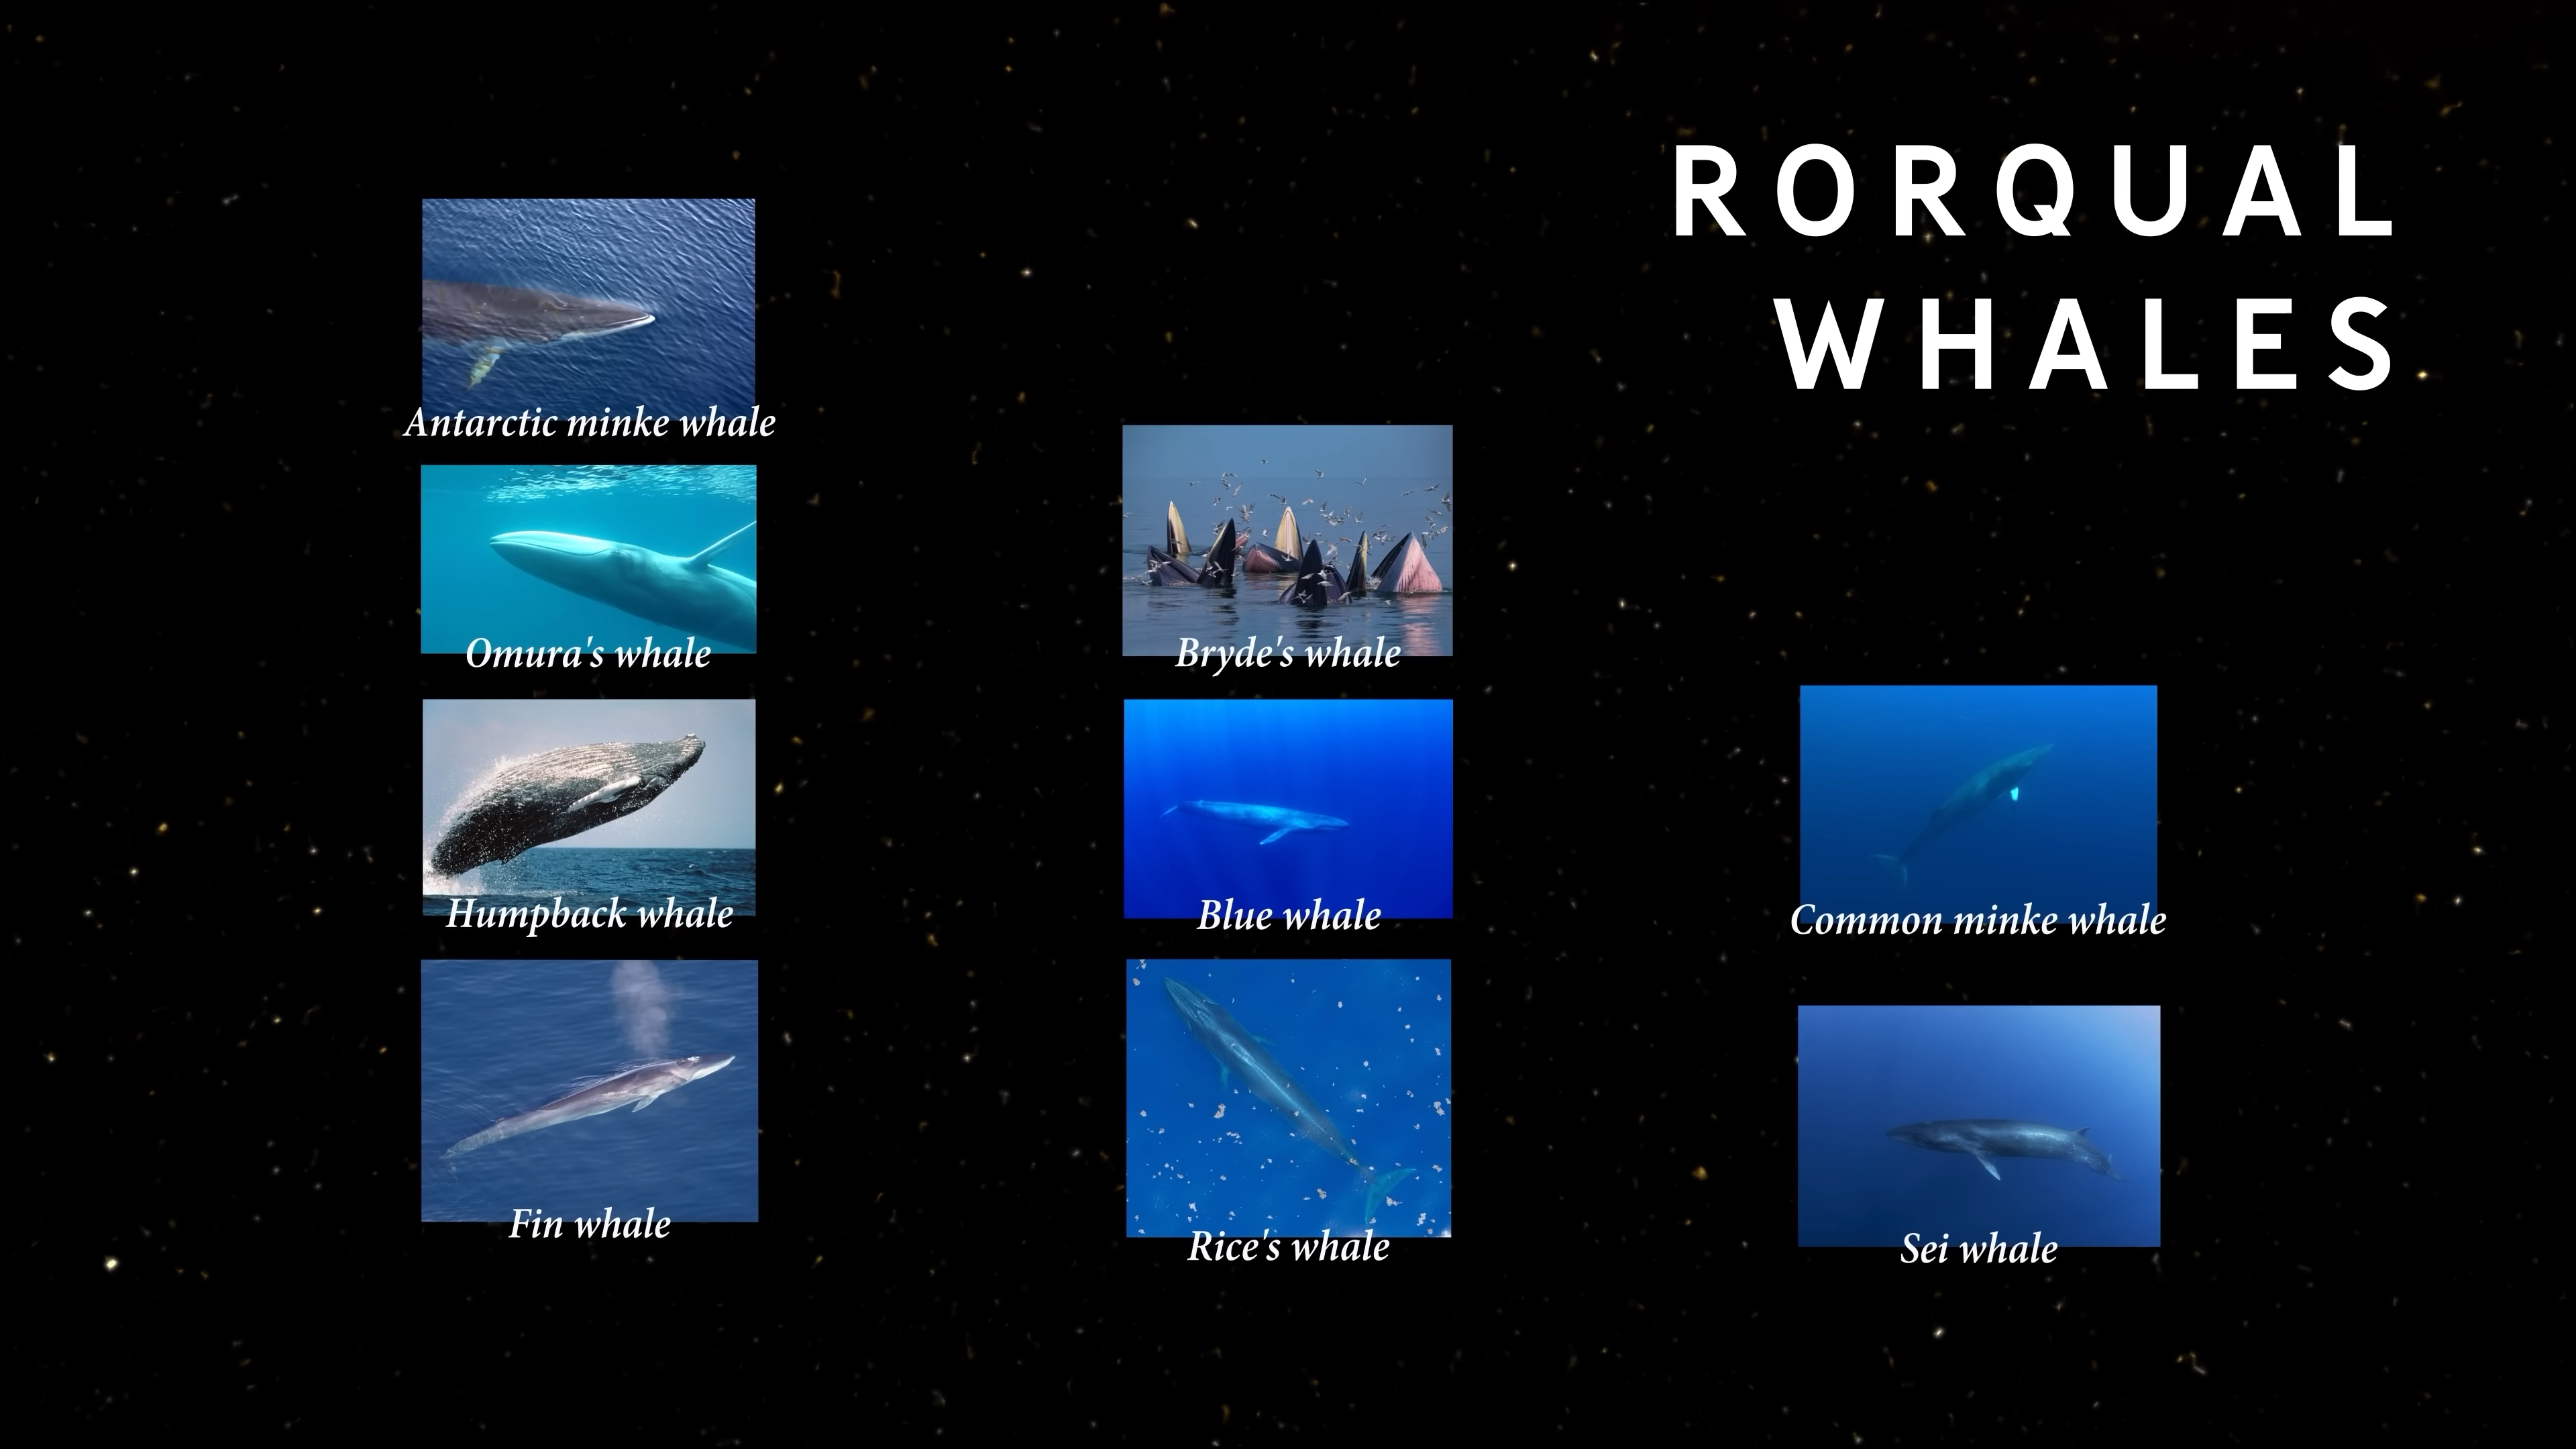 RORQUAL
WHALES
Antarctic minke whale
Omura's whale
Humpback whale
Fin whale
Bryde's whale
Blue whale
Rice's whale
Common minke whale
Sei whale